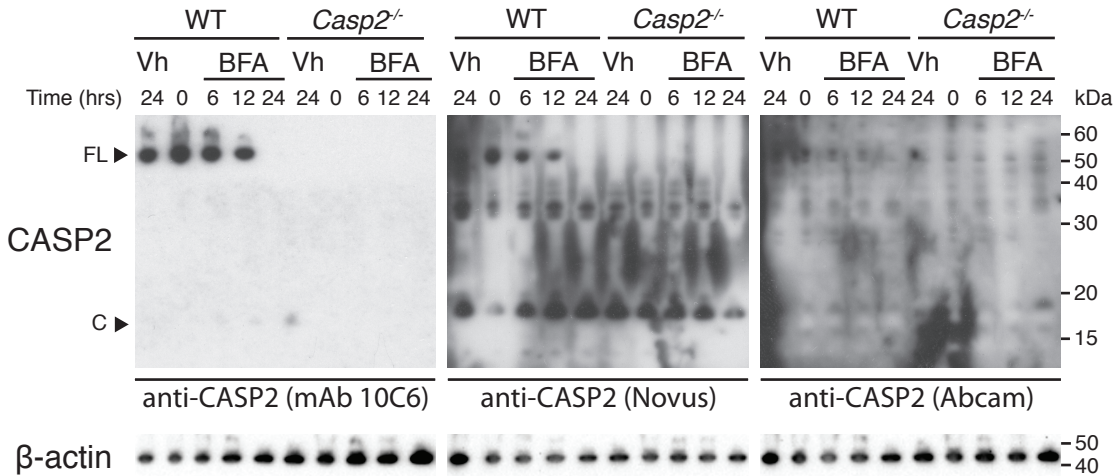 WT Casp2-/- WT Casp2-/- WT Casp2-/-
Vh BFA Vh BFA Vh BFA Vh BFA Vh BFA Vh BFA
Time (hrs) 24 0 6 12 24 24 0 6 12 24 24 0 6 12 24 24 0 6 12 24 24 0 6 12 24 24 0 6 12 24 kDa
60
FL 50
40
CASP2 30
20
C 15
anti-CASP2 (mAb 10C6) anti-CASP2 (Novus) anti-CASP2 (Abcam)
β-actin 50
40